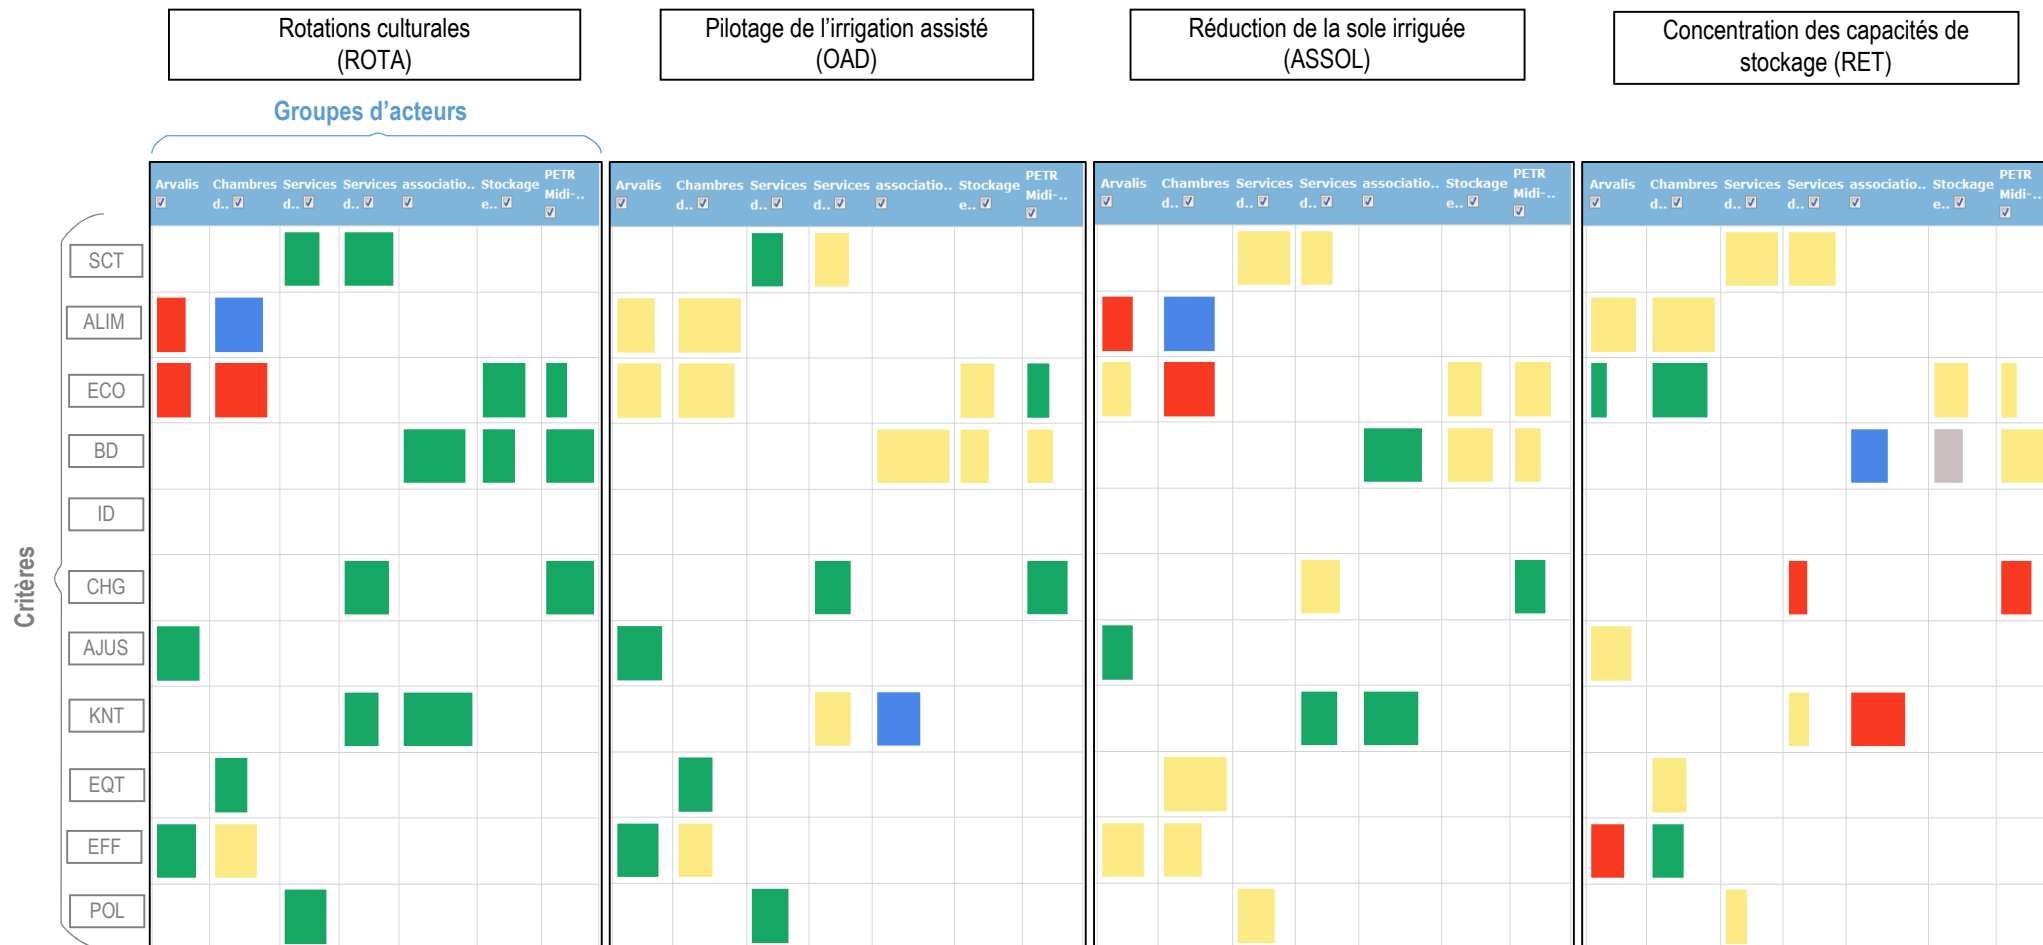 Rotations culturales
(ROTA)
Pilotage de l'irrigation assisté
(OAD)
Réduction de la sole irriguée
(ASSOL)
Concentration des capacités de
stockage (RET)
Groupes d'acteurs
Arvalis Chambres d.. Services d.. Services d.. associatio.. Stockage e.. PETR Midi-..
Arvalis Chambres d.. Services d.. Services d.. associatio.. Stockage e.. PETR Midi-..
Arvalis Chambres d.. Services d.. Services d.. associatio.. Stockage e.. PETR Midi-..
Arvalis Chambres d.. Services d.. Services d.. associatio.. Stockage e.. PETR Midi-..
Critères
SCT
ALIM
ECO
BD
ID
CHG
AJUS
KNT
EQT
EFF
POL